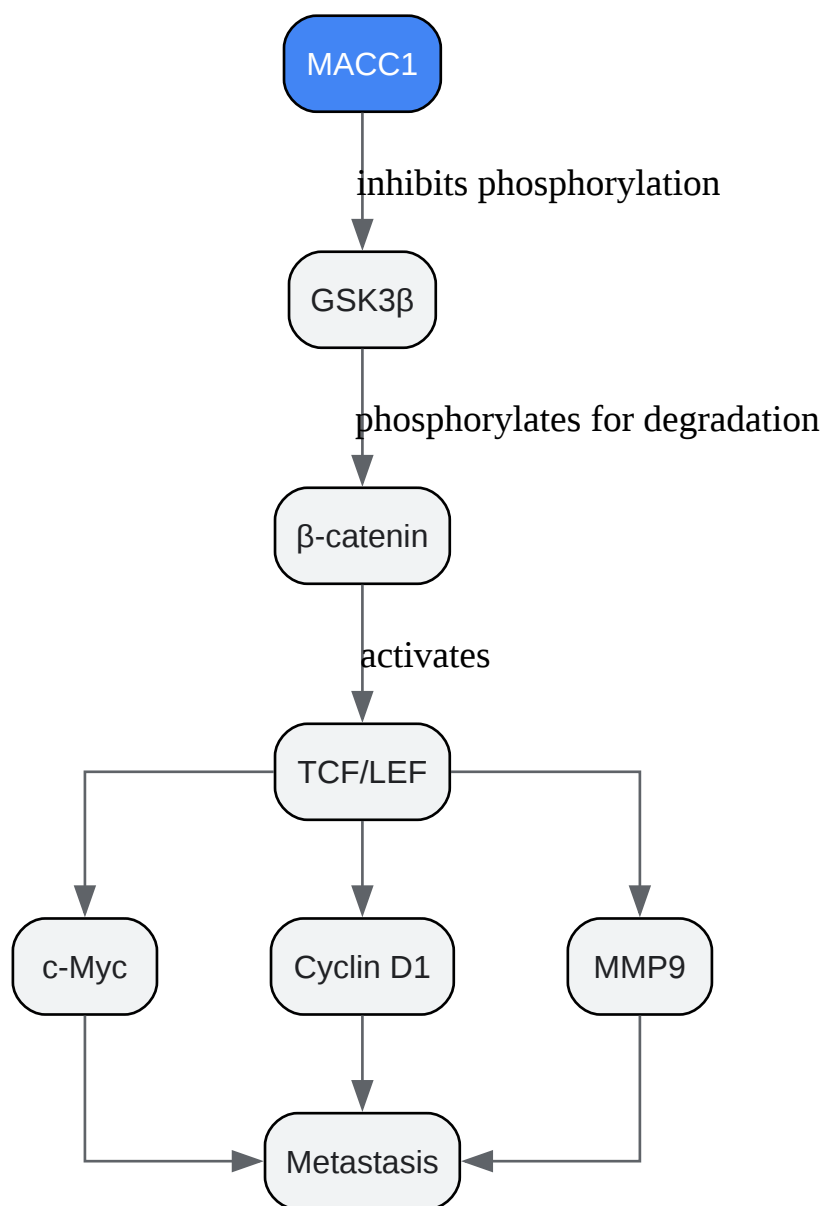 MACC1
inhibits phosphorylation
GSK3β
phosphorylates for degradation
β-catenin
activates
TCF/LEF
c-Myc
Cyclin D1
MMP9
Metastasis